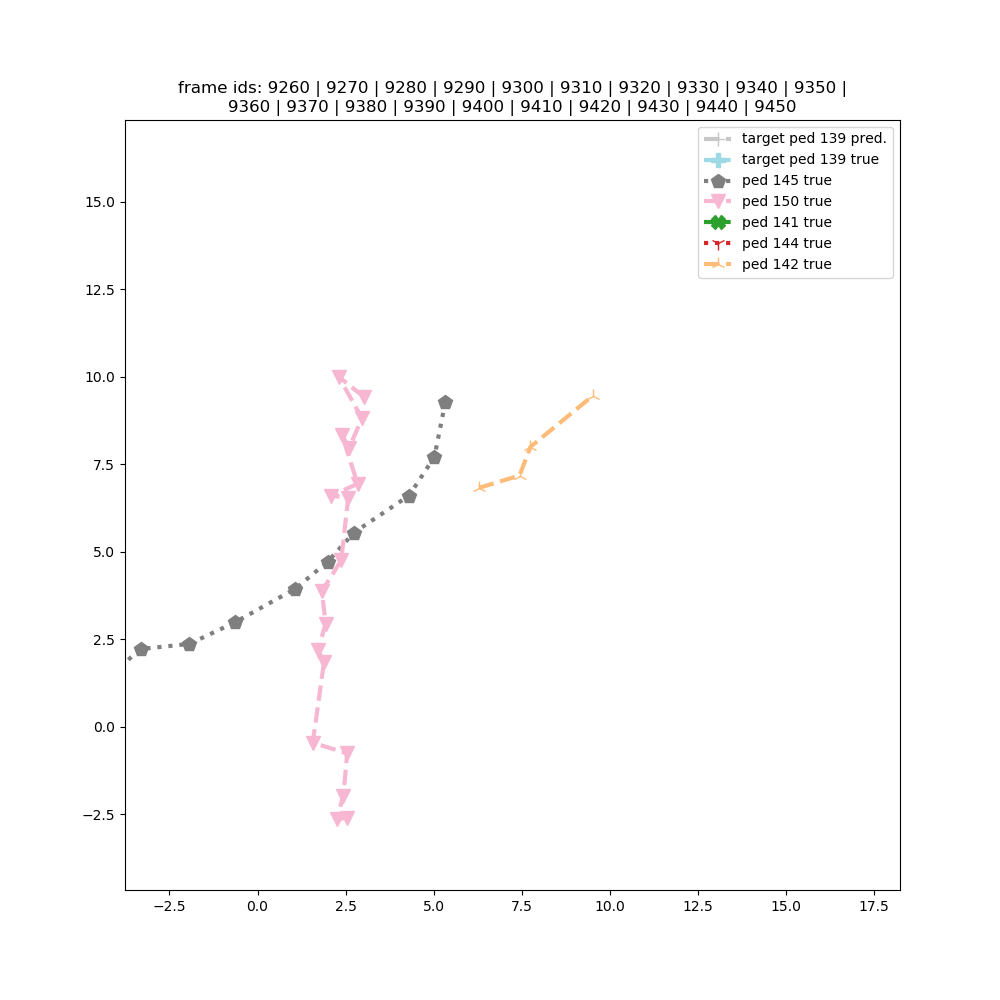 frame ids: 9260 | 9270 | 9280 | 9290 | 9300 | 9310 | 9320 | 9330 | 9340 | 9350 |
9360 | 9370 | 9380 | 9390 | 9400 | 9410 | 9420 | 9430 | 9440 | 9450
target ped 139 pred.
target ped 139 true
ped 145 true
ped 150 true
ped 141 true
ped 144 true
ped 142 true
15.0
12.5
10.0
7.5
5.0
2.5
0.0
−2.5
−2.5
0.0
2.5
5.0
7.5
10.0
12.5
15.0
17.5